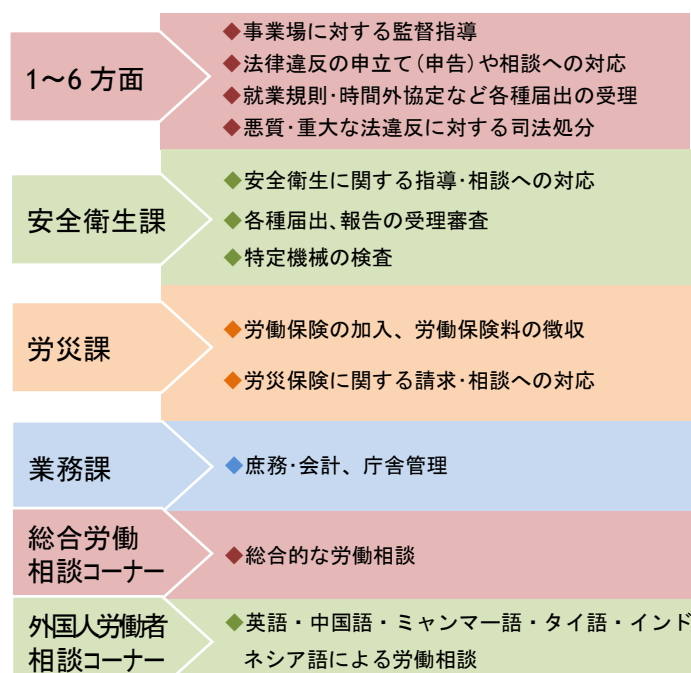 1～6 方面
◆事業場に対する監督指導
◆法律違反の申立て(申告)や相談への対応
◆就業規則･時間外協定など各種届出の受理
◆悪質･重大な法違反に対する司法処分
安全衛生課
◆安全衛生に関する指導･相談への対応
◆各種届出、報告の受理審査
◆特定機械の検査
労災課
◆労働保険の加入、労働保険料の徴収
◆労災保険に関する請求･相談への対応
業務課
◆庶務･会計、庁舎管理
総合労働
相談コーナー
◆総合的な労働相談
外国人労働者
相談コーナー
◆英語・中国語・ミャンマー語・タイ語・インド
ネシア語による労働相談